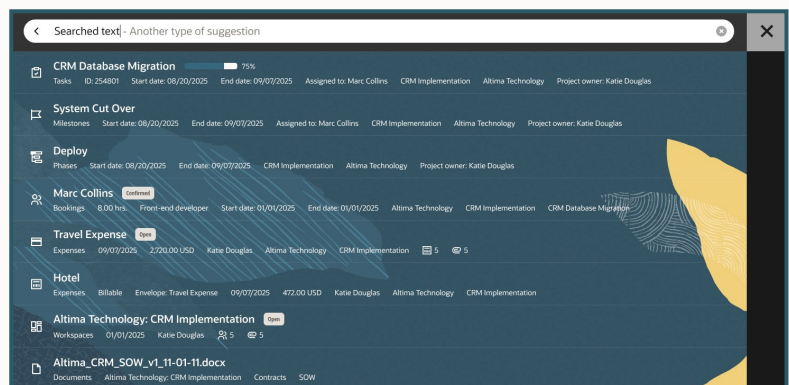 Searched text - Another type of suggestion
CRM Database Migration 75%
Tasks ID: 254801 Start date: 08/20/2025 End date: 09/07/2025 Assigned to: Marc Collins CRM Implementation Altima Technology Project owner: Katie Douglas
System Cut Over
Milestones Start date: 08/20/2025 End date: 09/07/2025 Assigned to: Marc Collins CRM Implementation Altima Technology Project owner: Katie Douglas
Deploy
Phases Start date: 08/20/2025 End date: 09/07/2025 CRM Implementation Altima Technology Project owner: Katie Douglas
Marc Collins Confirmed
Bookings 8.00 hrs. Front-end developer Start date: 01/01/2025 End date: 01/01/2025 Altima Technology CRM Implementation CRM Database Migration
Travel Expense Open
Expenses 09/07/2025 2,720.00 USD Katie Douglas Altima Technology CRM Implementation 5 5
Hotel
Expenses Billable Envelope: Travel Expense 09/07/2025 472.00 USD Katie Douglas Altima Technology CRM Implementation
Altima Technology: CRM Implementation Open
Workspaces 01/01/2025 Katie Douglas 5 5
Altima_CRM_SOW_v1_11-01-11.docx
Documents Altima Technology: CRM Implementation Contracts SOW